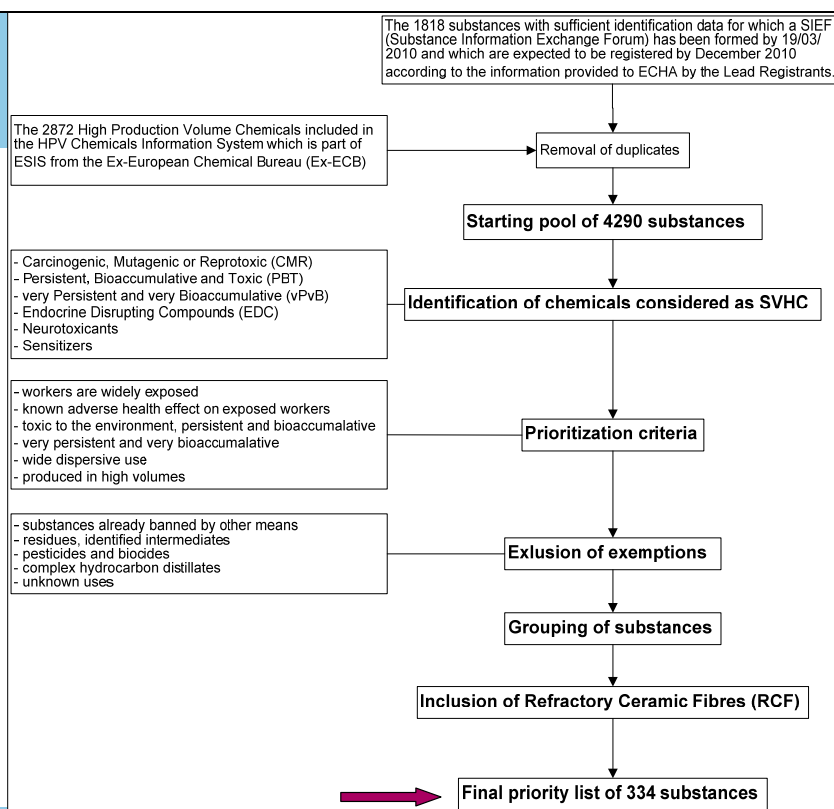 The 1818 substances with sufficient identification data for which a SIEF
(Substance Information Exchange Forum) has been formed by 19/03/
2010 and which are expected to be registered by December 2010
according to the information provided to ECHA by the Lead Registrants.
The 2872 High Production Volume Chemicals included in
the HPV Chemicals Information System which is part of
ESIS from the Ex-European Chemical Bureau (Ex-ECB)
Removal of duplicates
Starting pool of 4290 substances
- Carcinogenic, Mutagenic or Reprotoxic (CMR)
- Persistent, Bioaccumulative and Toxic (PBT)
- very Persistent and very Bioaccumulative (vPvB)
- Endocrine Disrupting Compounds (EDC)
- Neurotoxicants
- Sensitizers
Identification of chemicals considered as SVHC
- workers are widely exposed
- known adverse health effect on exposed workers
- toxic to the environment, persistent and bioaccumalative
- very persistent and very bioaccumalative
- wide dispersive use
- produced in high volumes
Prioritization criteria
- substances already banned by other means
- residues, identified intermediates
- pesticides and biocides
- complex hydrocarbon distillates
- unknown uses
Exlusion of exemptions
Grouping of substances
Inclusion of Refractory Ceramic Fibres (RCF)
Final priority list of 334 substances